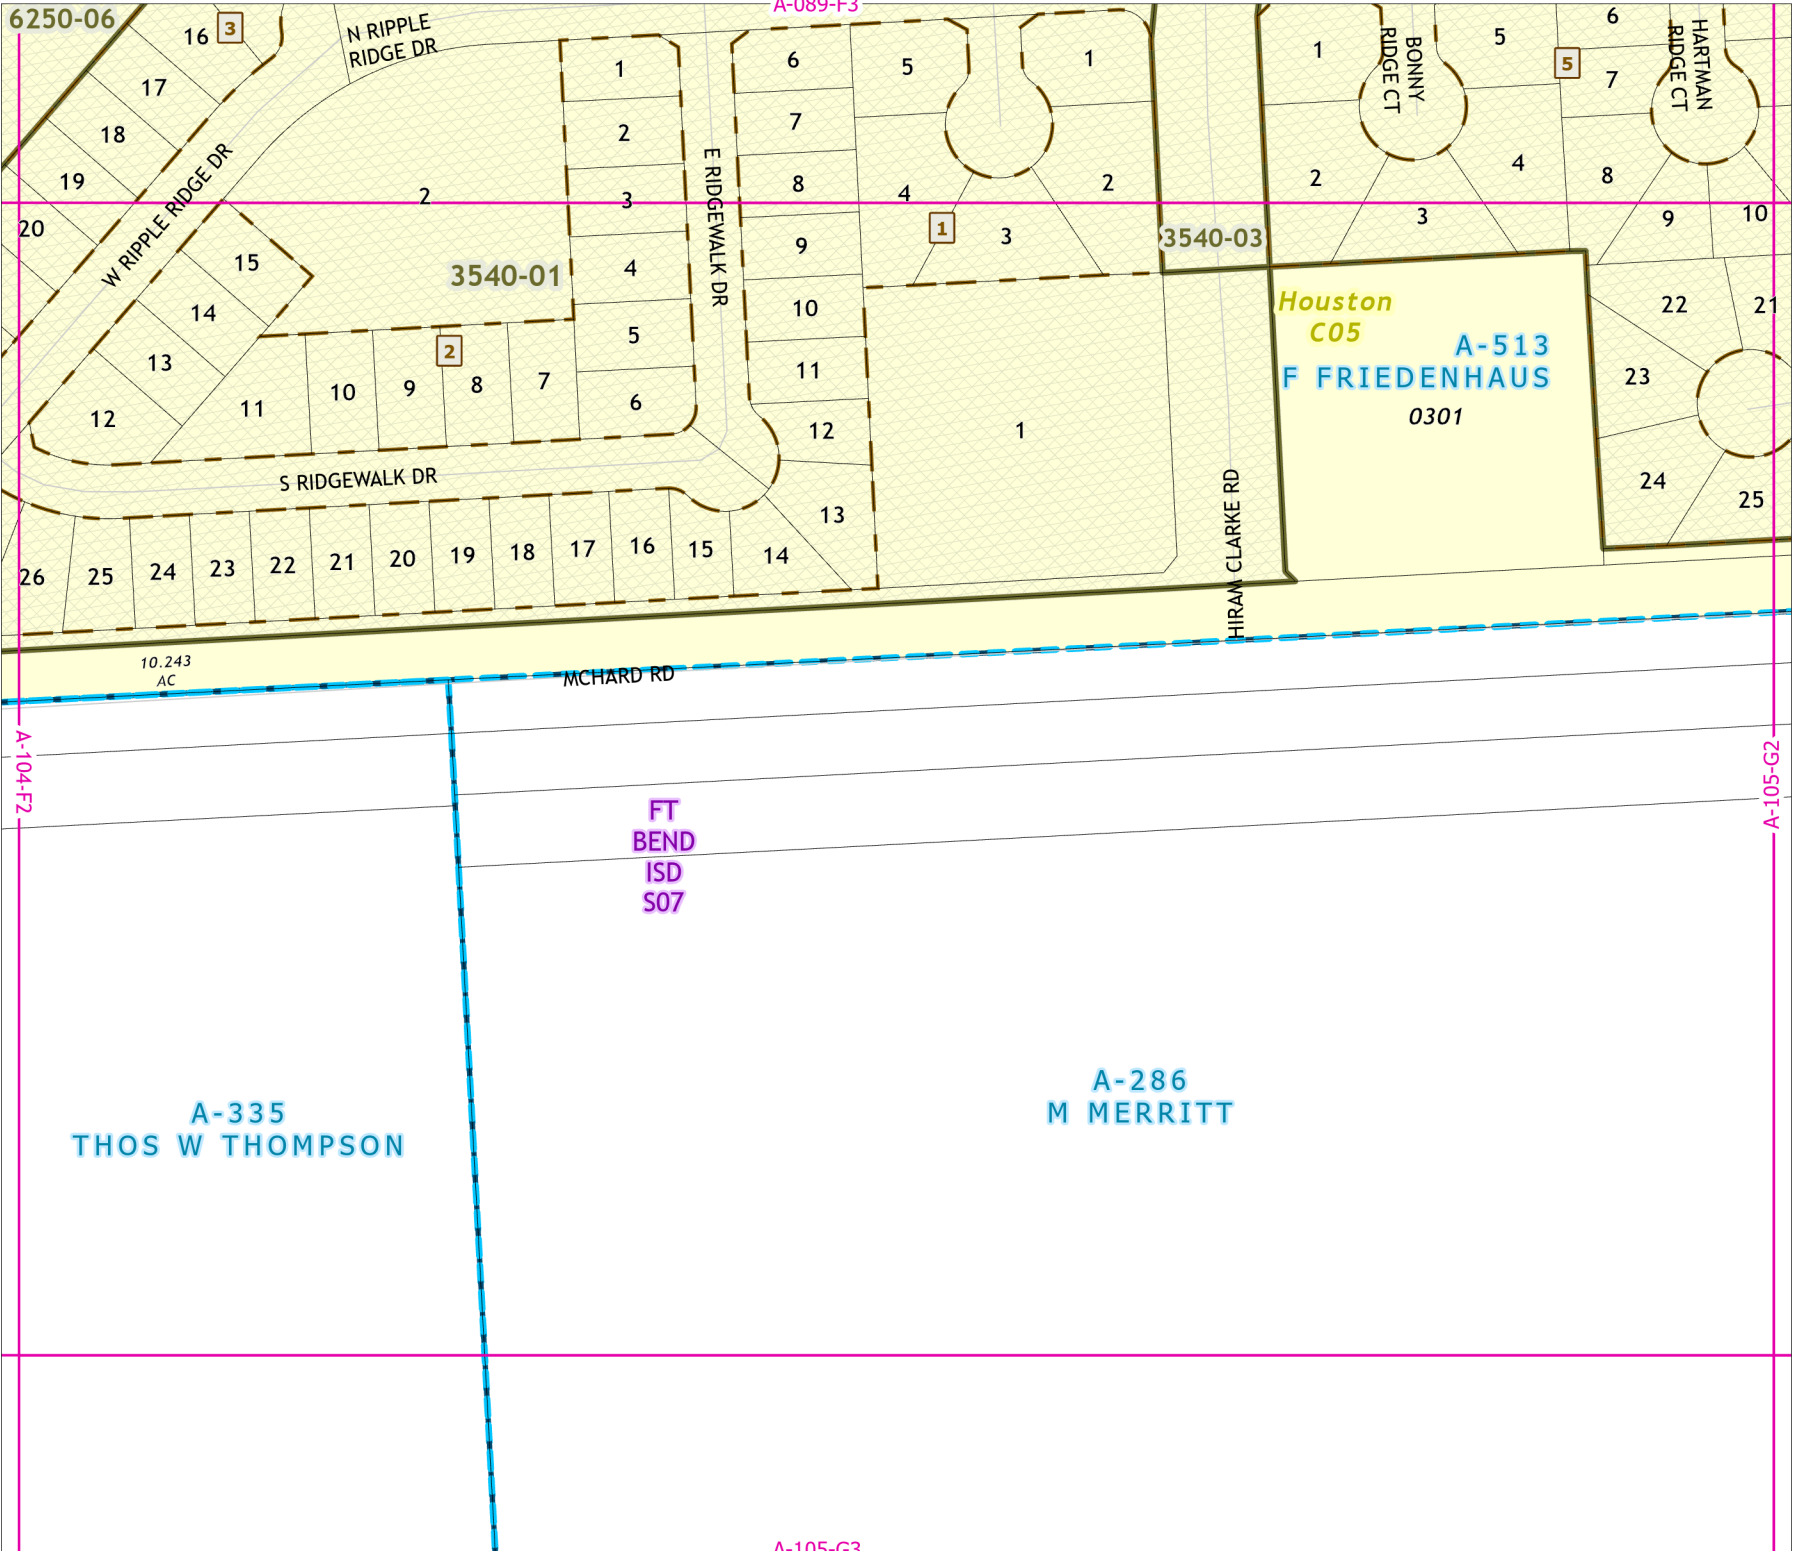 A-089-F3
6250-06
16
3
17
18
19
20
N RIPPLE
RIDGE DR
W RIPPLE RIDGE DR
2
3540-01
15
14
13
12
11
10
9
2
8
7
1
2
3
4
5
6
E RIDGEWALK DR
S RIDGEWALK DR
6
7
8
9
10
11
12
13
14
15
16
17
18
19
20
21
22
23
24
25
26
5
4
1
3
2
1
1
3540-03
HIRAM CLARKE RD
1
2
3
4
5
BONNY
RIDGE CT
5
6
7
8
9
10
HARTMAN
RIDGE CT
Houston
C05
A-513
F FRIEDENHAUS
0301
22
21
23
24
25
10.243
AC
MCHARD RD
A-104-F2
A-105-G2
FT
BEND
ISD
S07
A-335
THOS W THOMPSON
A-286
M MERRITT
A-105-G3